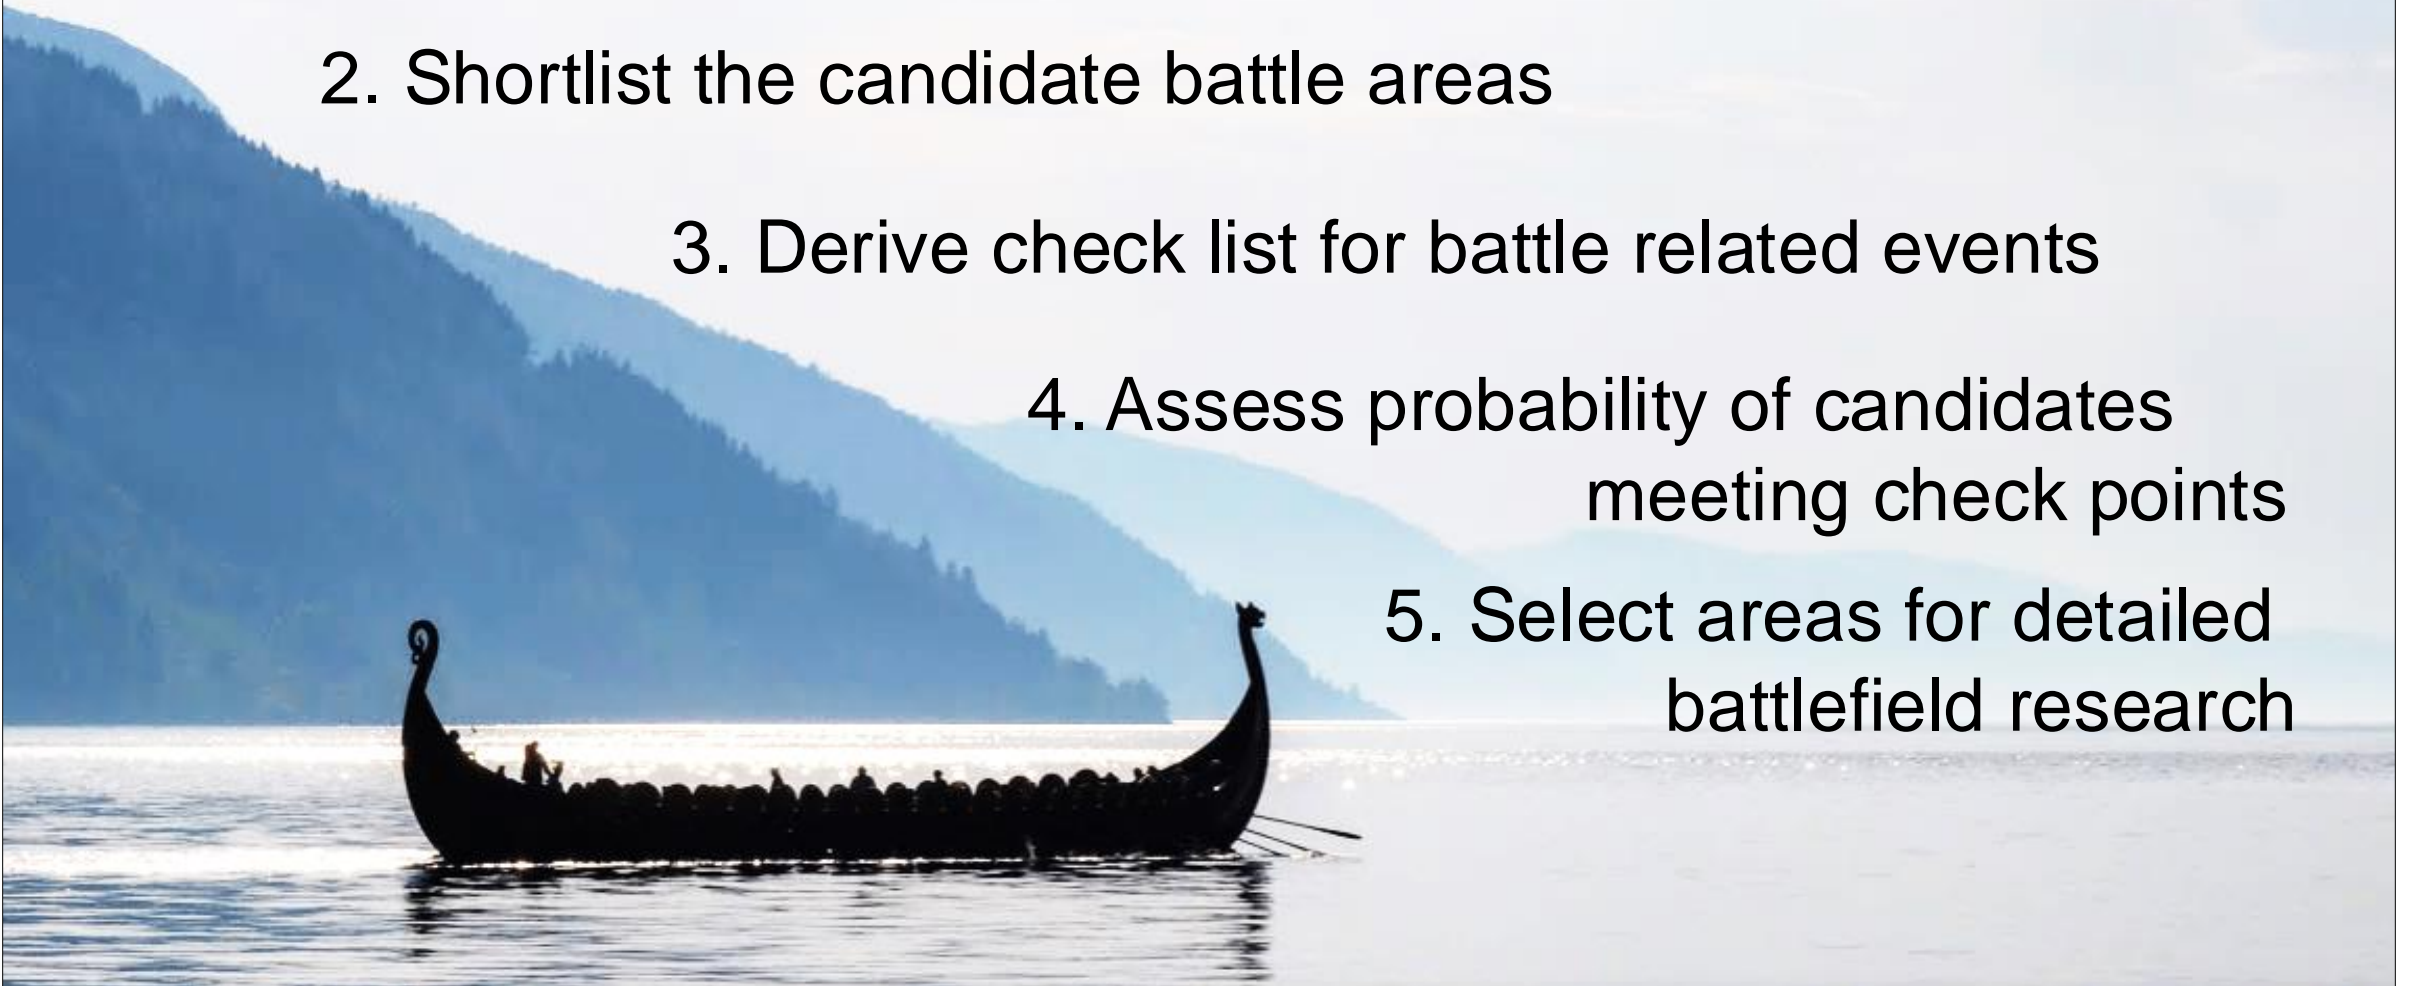 2. Shortlist the candidate battle areas
3. Derive check list for battle related events
4. Assess probability of candidates
meeting check points
5. Select areas for detailed
battlefield research